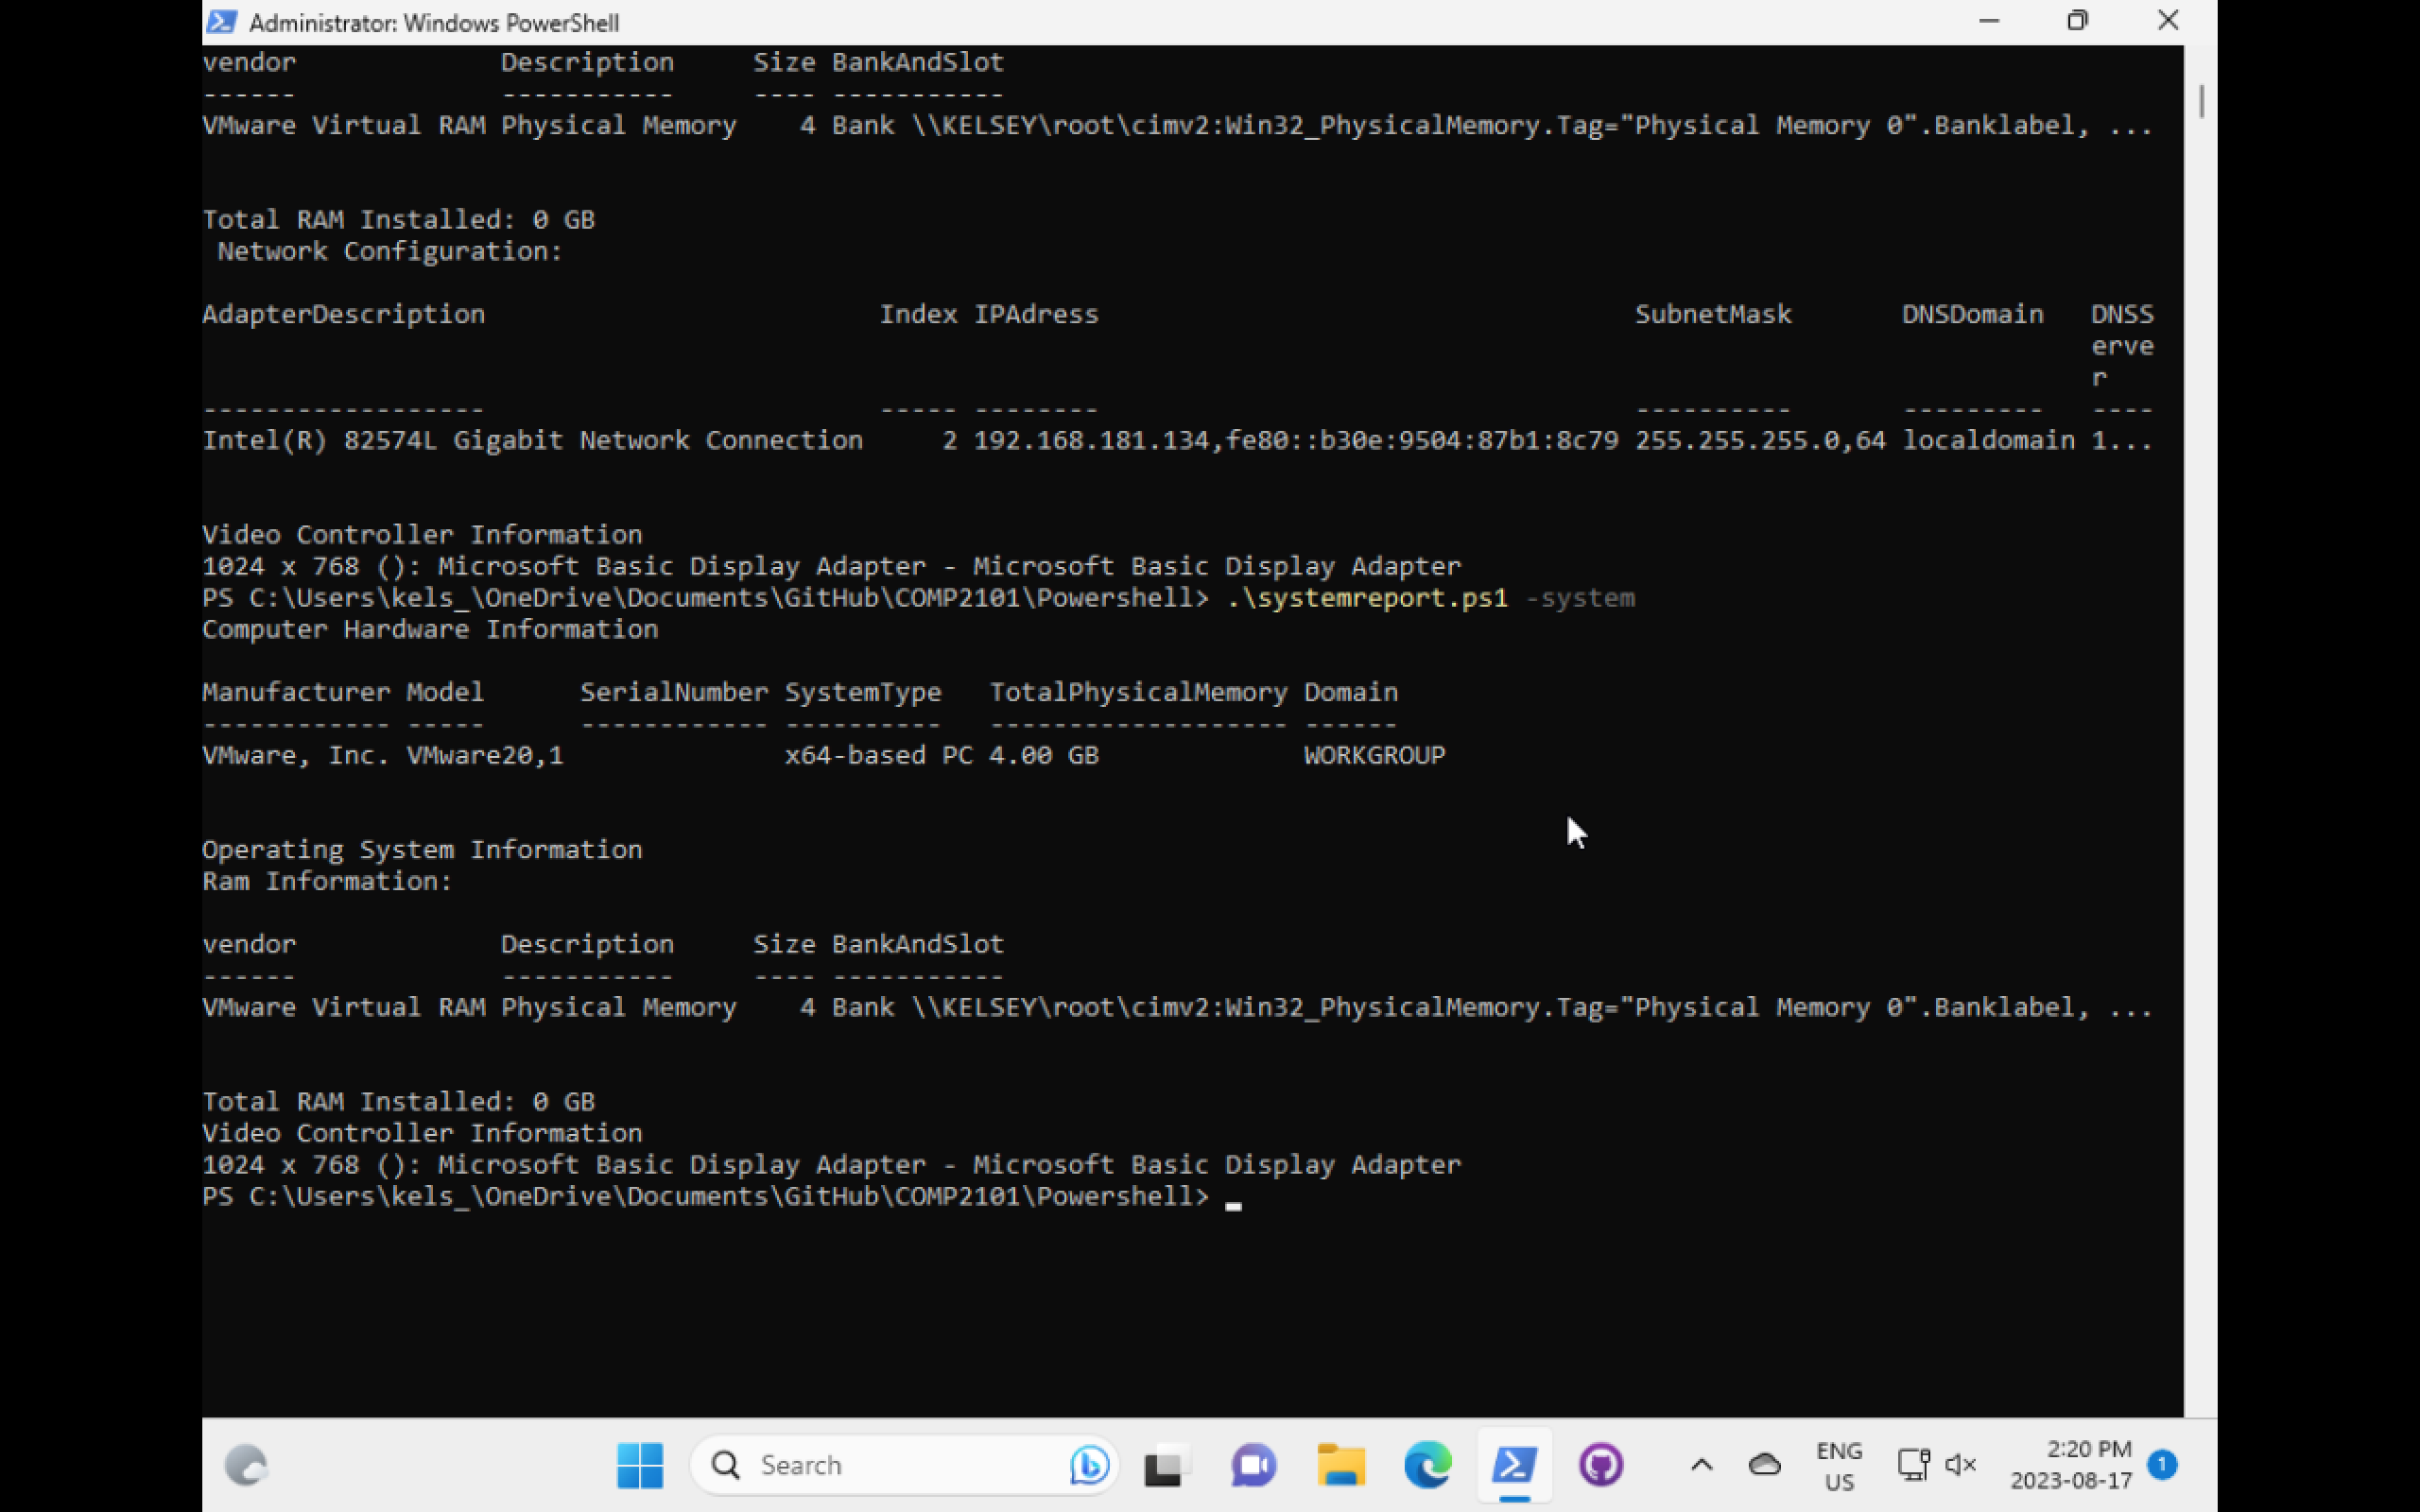 Administrator: Windows PowerShell
vendor Description Size BankAndSlot
------ ----------- ---- -----------
VMware Virtual RAM Physical Memory 4 Bank \\KELSEY\root\cimv2:Win32_PhysicalMemory.Tag="Physical Memory 0".Banklabel, ...
Total RAM Installed: 0 GB
Network Configuration:
AdapterDescription Index IPAdress SubnetMask DNSDomain DNSS
erve
r
------------------ ----- -------- ---------- --------- ----
Intel(R) 82574L Gigabit Network Connection 2 192.168.181.134,fe80::b30e:9504:87b1:8c79 255.255.255.0,64 localdomain 1...
Video Controller Information
1024 x 768 (): Microsoft Basic Display Adapter - Microsoft Basic Display Adapter
PS C:\Users\kels_\OneDrive\Documents\GitHub\COMP2101\Powershell> .\systemreport.ps1 -system
Computer Hardware Information
Manufacturer Model SerialNumber SystemType TotalPhysicalMemory Domain
------------ ----- ------------ ---------- ------------------- ------
VMware, Inc. VMware20,1 x64-based PC 4.00 GB WORKGROUP
Operating System Information
Ram Information:
vendor Description Size BankAndSlot
------ ----------- ---- -----------
VMware Virtual RAM Physical Memory 4 Bank \\KELSEY\root\cimv2:Win32_PhysicalMemory.Tag="Physical Memory 0".Banklabel, ...
Total RAM Installed: 0 GB
Video Controller Information
1024 x 768 (): Microsoft Basic Display Adapter - Microsoft Basic Display Adapter
PS C:\Users\kels_\OneDrive\Documents\GitHub\COMP2101\Powershell>
Search
ENG
US
2:20 PM
2023-08-17
1